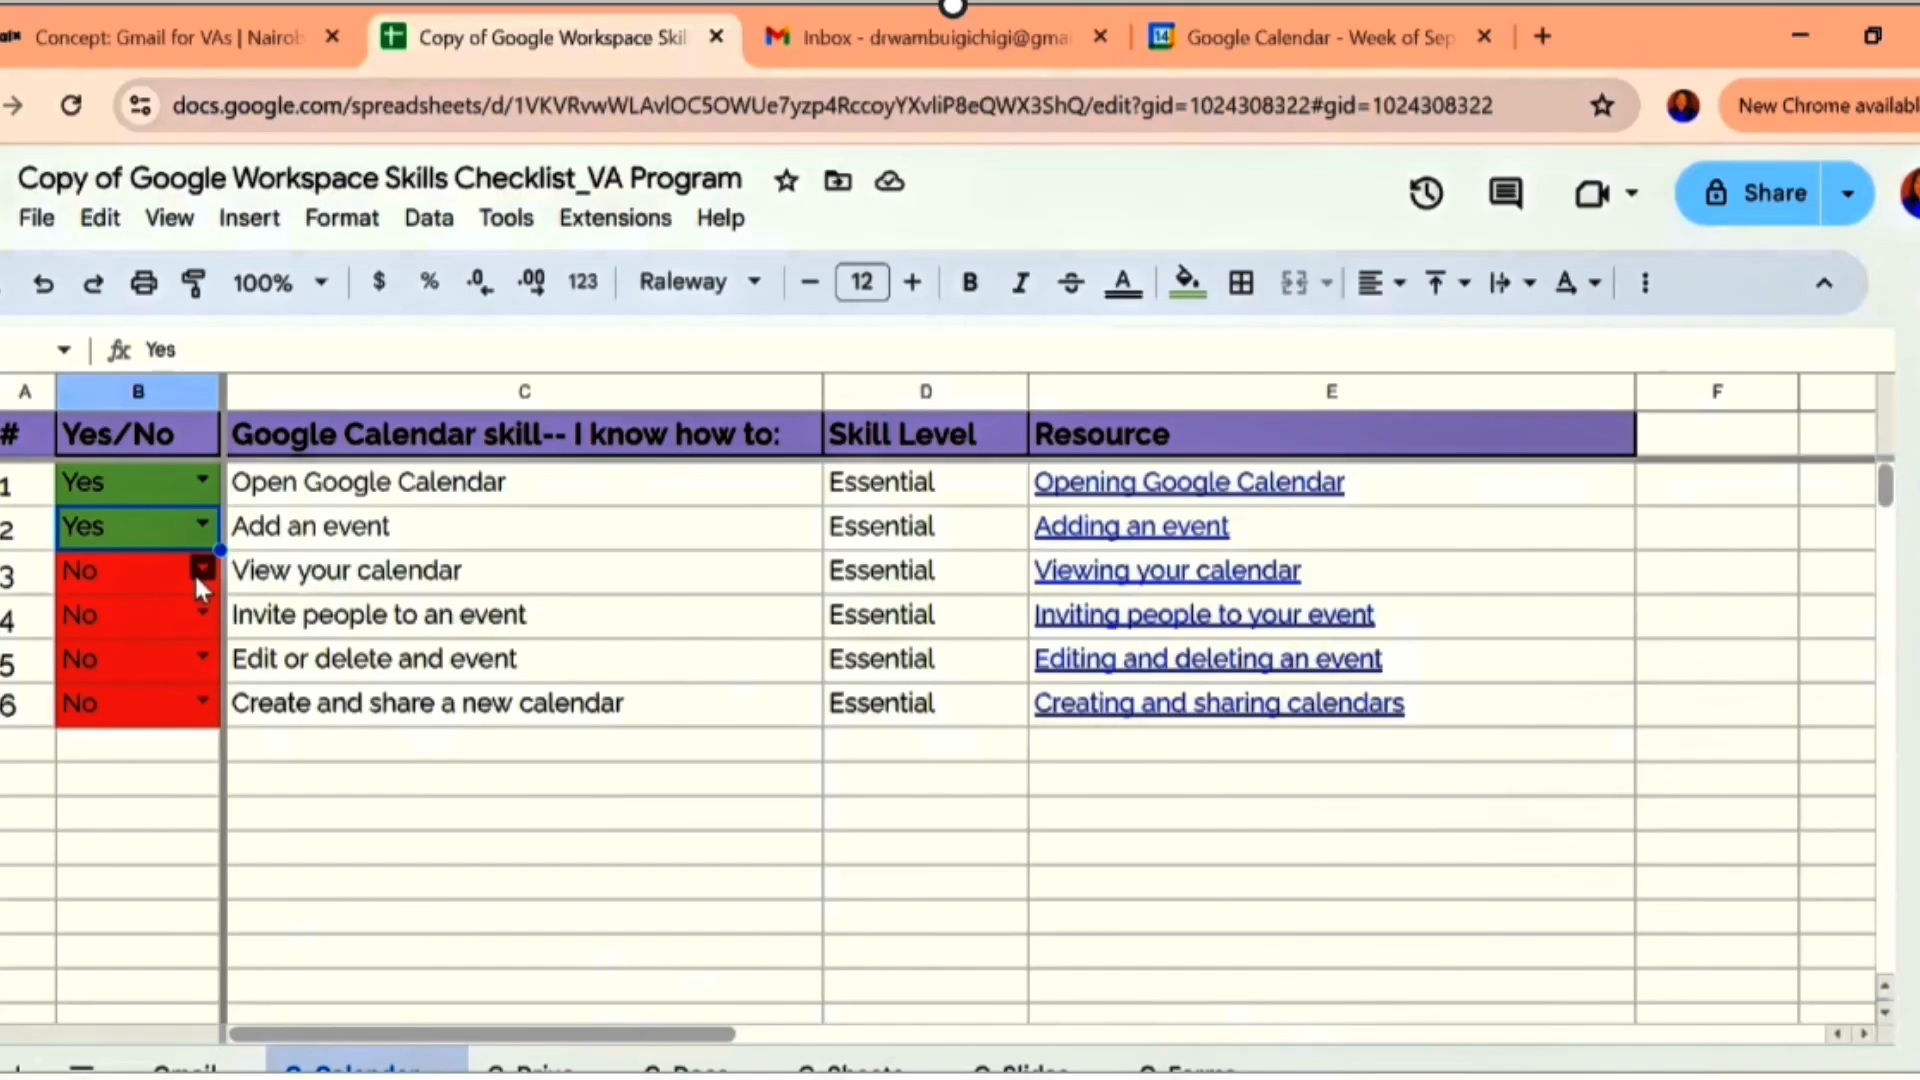 Concept: Gmail for VAs | Nairob
Copy of Google Workspace Skil
Inbox - drwambuigichigi@gma
14
Google Calendar - Week of Sep
docs.google.com/spreadsheets/d/1VKVRvwWLAvlOC5OWUe7yzp4RccoyYXvliP8eQWX3ShQ/edit?gid=1024308322#gid=1024308322
New Chrome availabl
Copy of Google Workspace Skills Checklist_VA Program
File Edit View Insert Format Data Tools Extensions Help
Share
100% $ % .0 .00 123 Raleway 12 B I S A A
fx Yes
A B C D E F
# Yes/No Google Calendar skill-- I know how to: Skill Level Resource
1 Yes Open Google Calendar Essential Opening Google Calendar
2 Yes Add an event Essential Adding an event
3 No View your calendar Essential Viewing your calendar
4 No Invite people to an event Essential Inviting people to your event
5 No Edit or delete and event Essential Editing and deleting an event
6 No Create and share a new calendar Essential Creating and sharing calendars